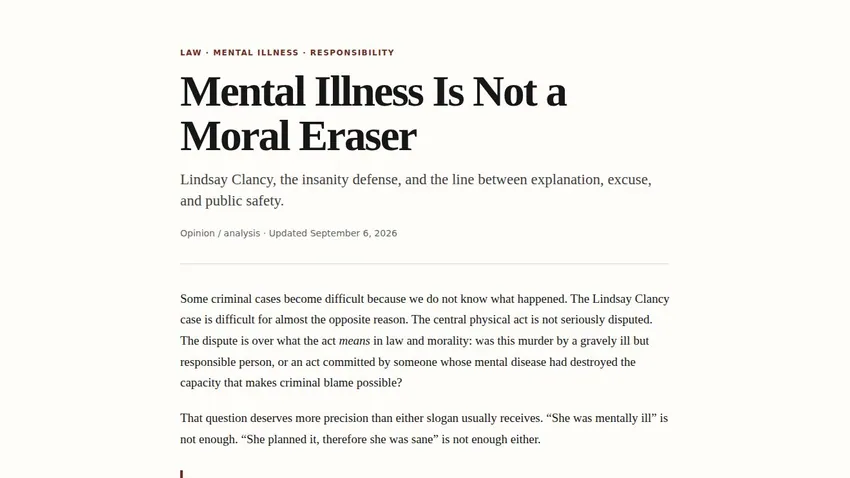 LAW · MENTAL ILLNESS · RESPONSIBILITY
Mental Illness Is Not a
Moral Eraser
Lindsay Clancy, the insanity defense, and the line between explanation, excuse,
and public safety.
Opinion / analysis · Updated September 6, 2026
Some criminal cases become difficult because we do not know what happened. The Lindsay Clancy
case is difficult for almost the opposite reason. The central physical act is not seriously disputed.
The dispute is over what the act means in law and morality: was this murder by a gravely ill but
responsible person, or an act committed by someone whose mental disease had destroyed the
capacity that makes criminal blame possible?
That question deserves more precision than either slogan usually receives. “She was mentally ill” is
not enough. “She planned it, therefore she was sane” is not enough either.